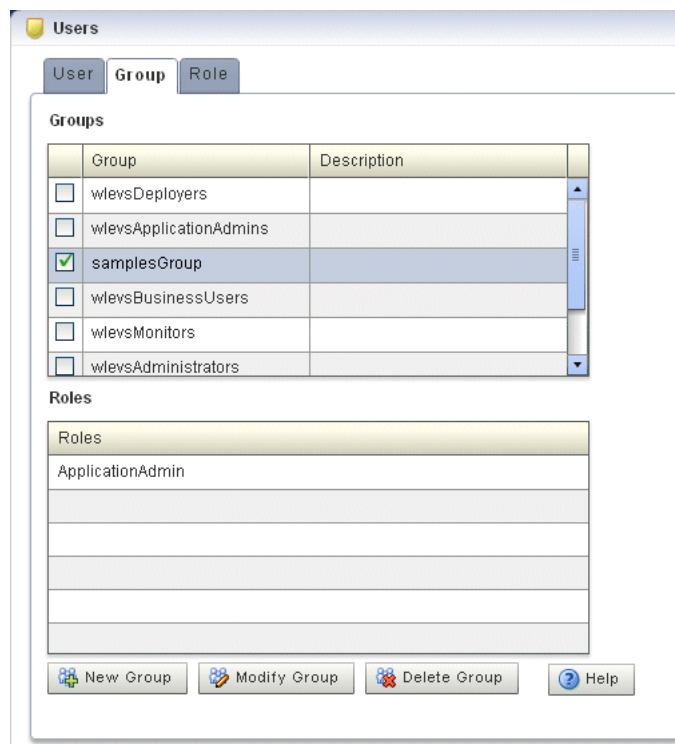 Users
User Group Role
Groups
Group Description
wlevsDeployers
wlevsApplicationAdmins
samplesGroup
wlevsBusinessUsers
wlevsMonitors
wlevsAdministrators
Roles
Roles
ApplicationAdmin
New Group Modify Group Delete Group Help